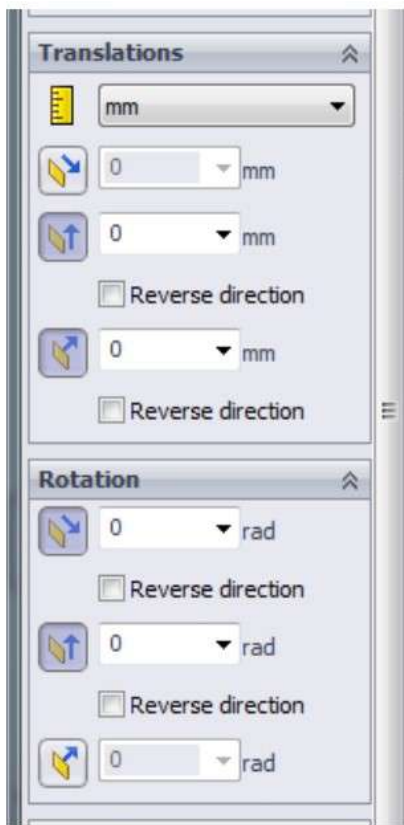 Translations
mm
0 mm
0 mm
Reverse direction
0 mm
Reverse direction
Rotation
0 rad
Reverse direction
0 rad
Reverse direction
0 rad